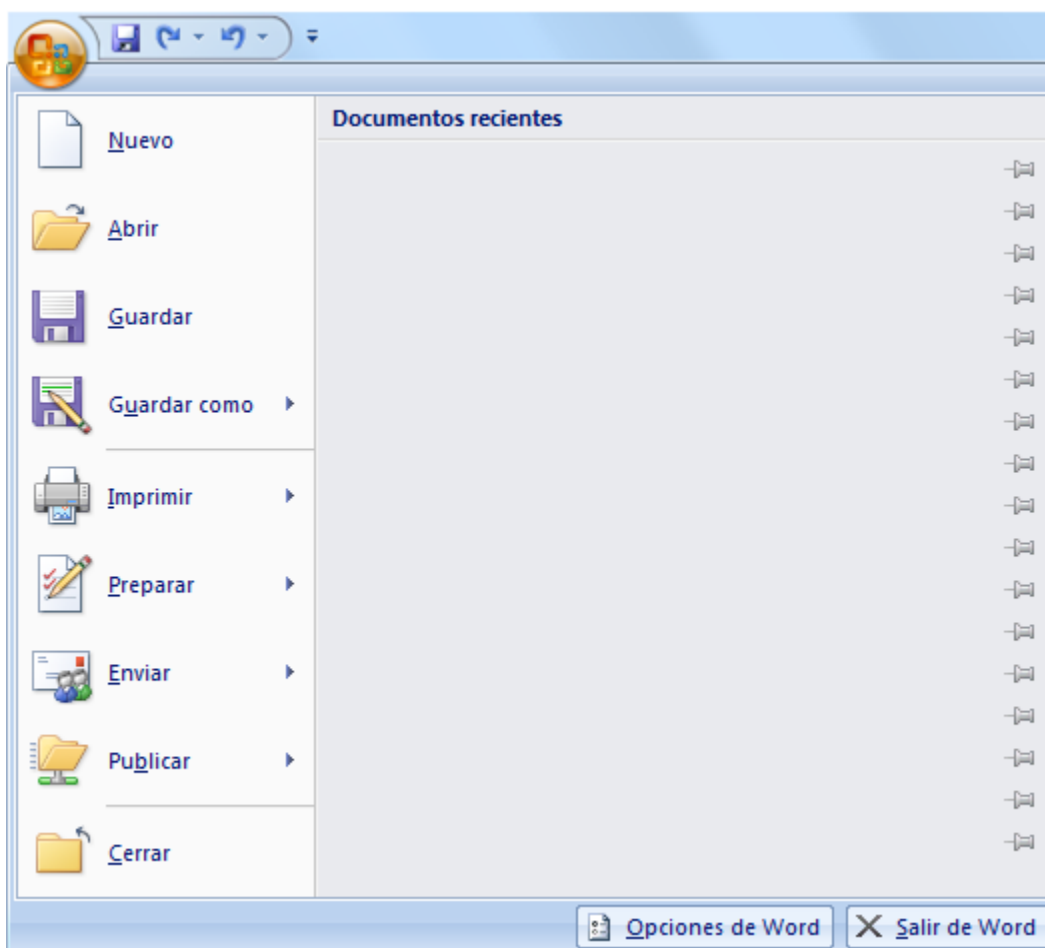 Documentos recientes
Nuevo
Abrir
Guardar
Guardar como
Imprimir
Preparar
Enviar
Publicar
Cerrar
Opciones de Word
Salir de Word